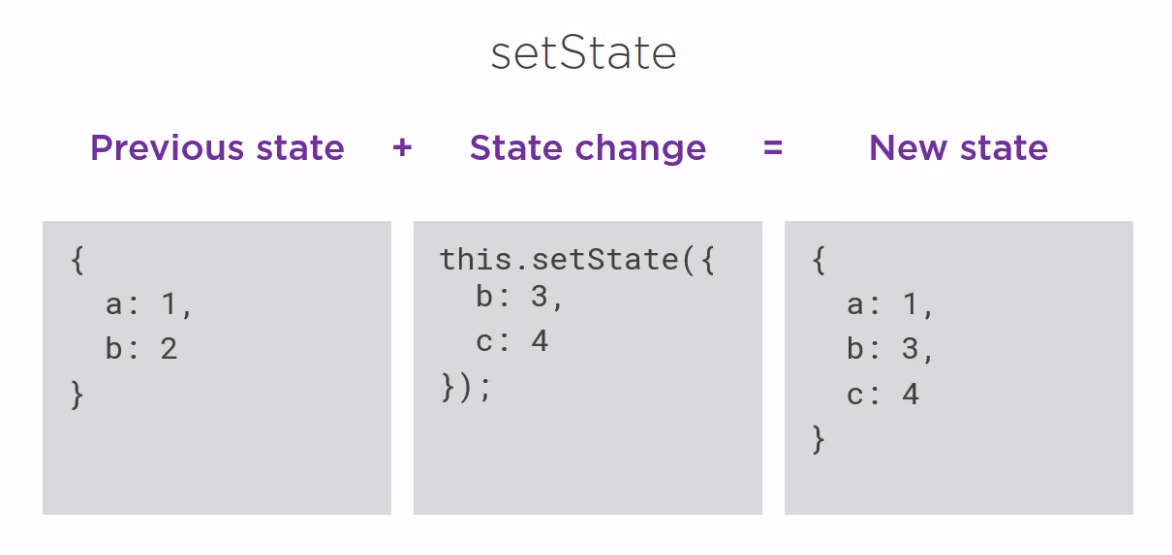 setState
Previous state + State change = New state
{
  a: 1,
  b: 2
}
this.setState({
  b: 3,
  c: 4
});
{
  a: 1,
  b: 3,
  c: 4
}